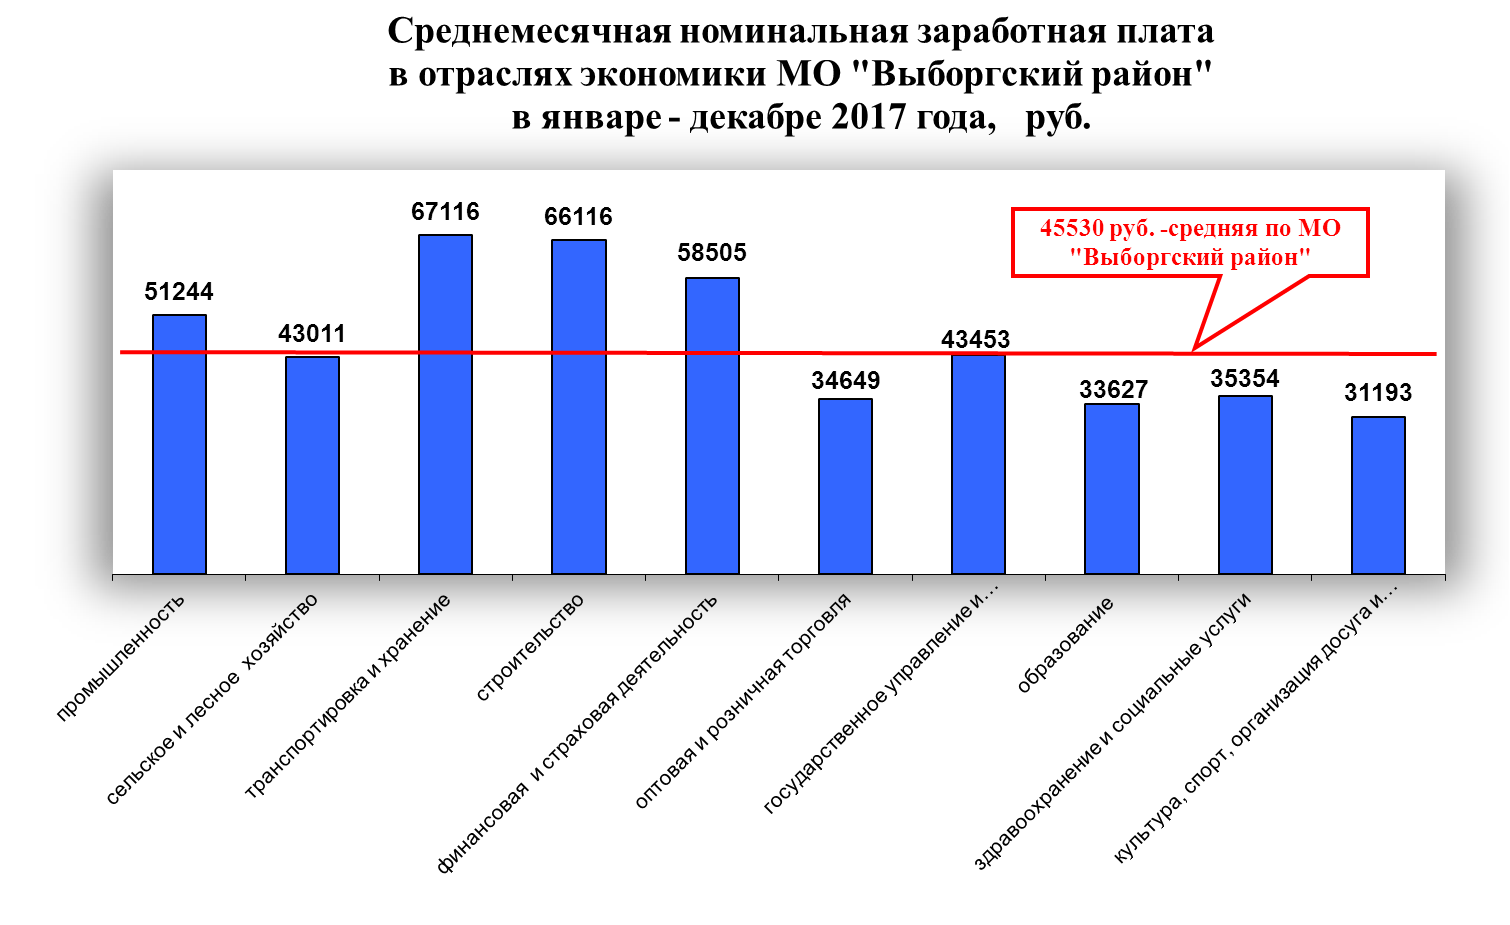 Среднемесячная номинальная заработная плата
в отраслях экономики МО "Выборгский район"
в январе - декабре 2017 года, руб.
45530 руб. -средняя по МО
"Выборгский район"
51244
43011
67116
66116
58505
34649
43453
33627
35354
31193
промышленность
сельское и лесное хозяйство
транспортировка и хранение
строительство
финансовая и страховая деятельность
оптовая и розничная торговля
государственное управление и…
образование
здравоохранение и социальные услуги
культура, спорт, организация досуга и…